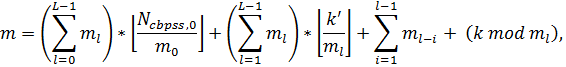 m = (∑_{l=0}^{L-1} m_l) * ⌊N_{cbpss,0}/m_0⌋ + (∑_{l=1}^{L-1} m_l) * ⌊k′/m_l⌋ + ∑_{i=1}^{l-1} m_{l-i} + (k mod m_l),